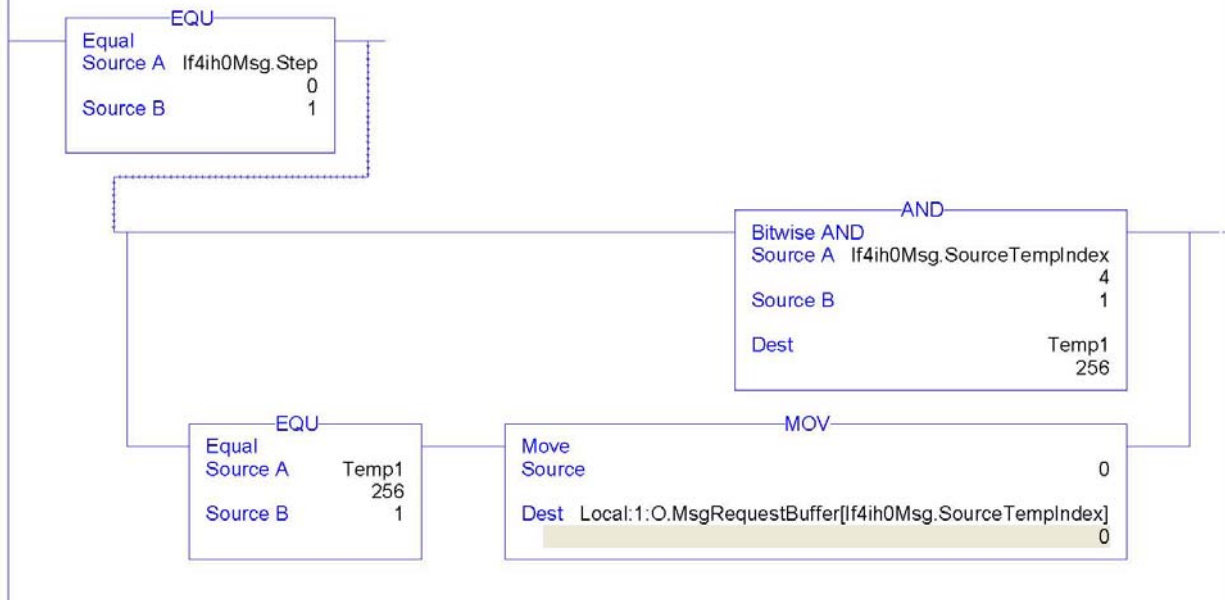 EQU
Equal
Source A If4ih0Msg.Step
0
Source B 1
AND
Bitwise AND
Source A If4ih0Msg.SourceTempIndex
4
Source B 1
Dest Temp1
256
EQU
Equal
Source A Temp1
256
Source B 1
MOV
Move
Source 0
Dest Local:1:O.MsgRequestBuffer[If4ih0Msg.SourceTempIndex]
0